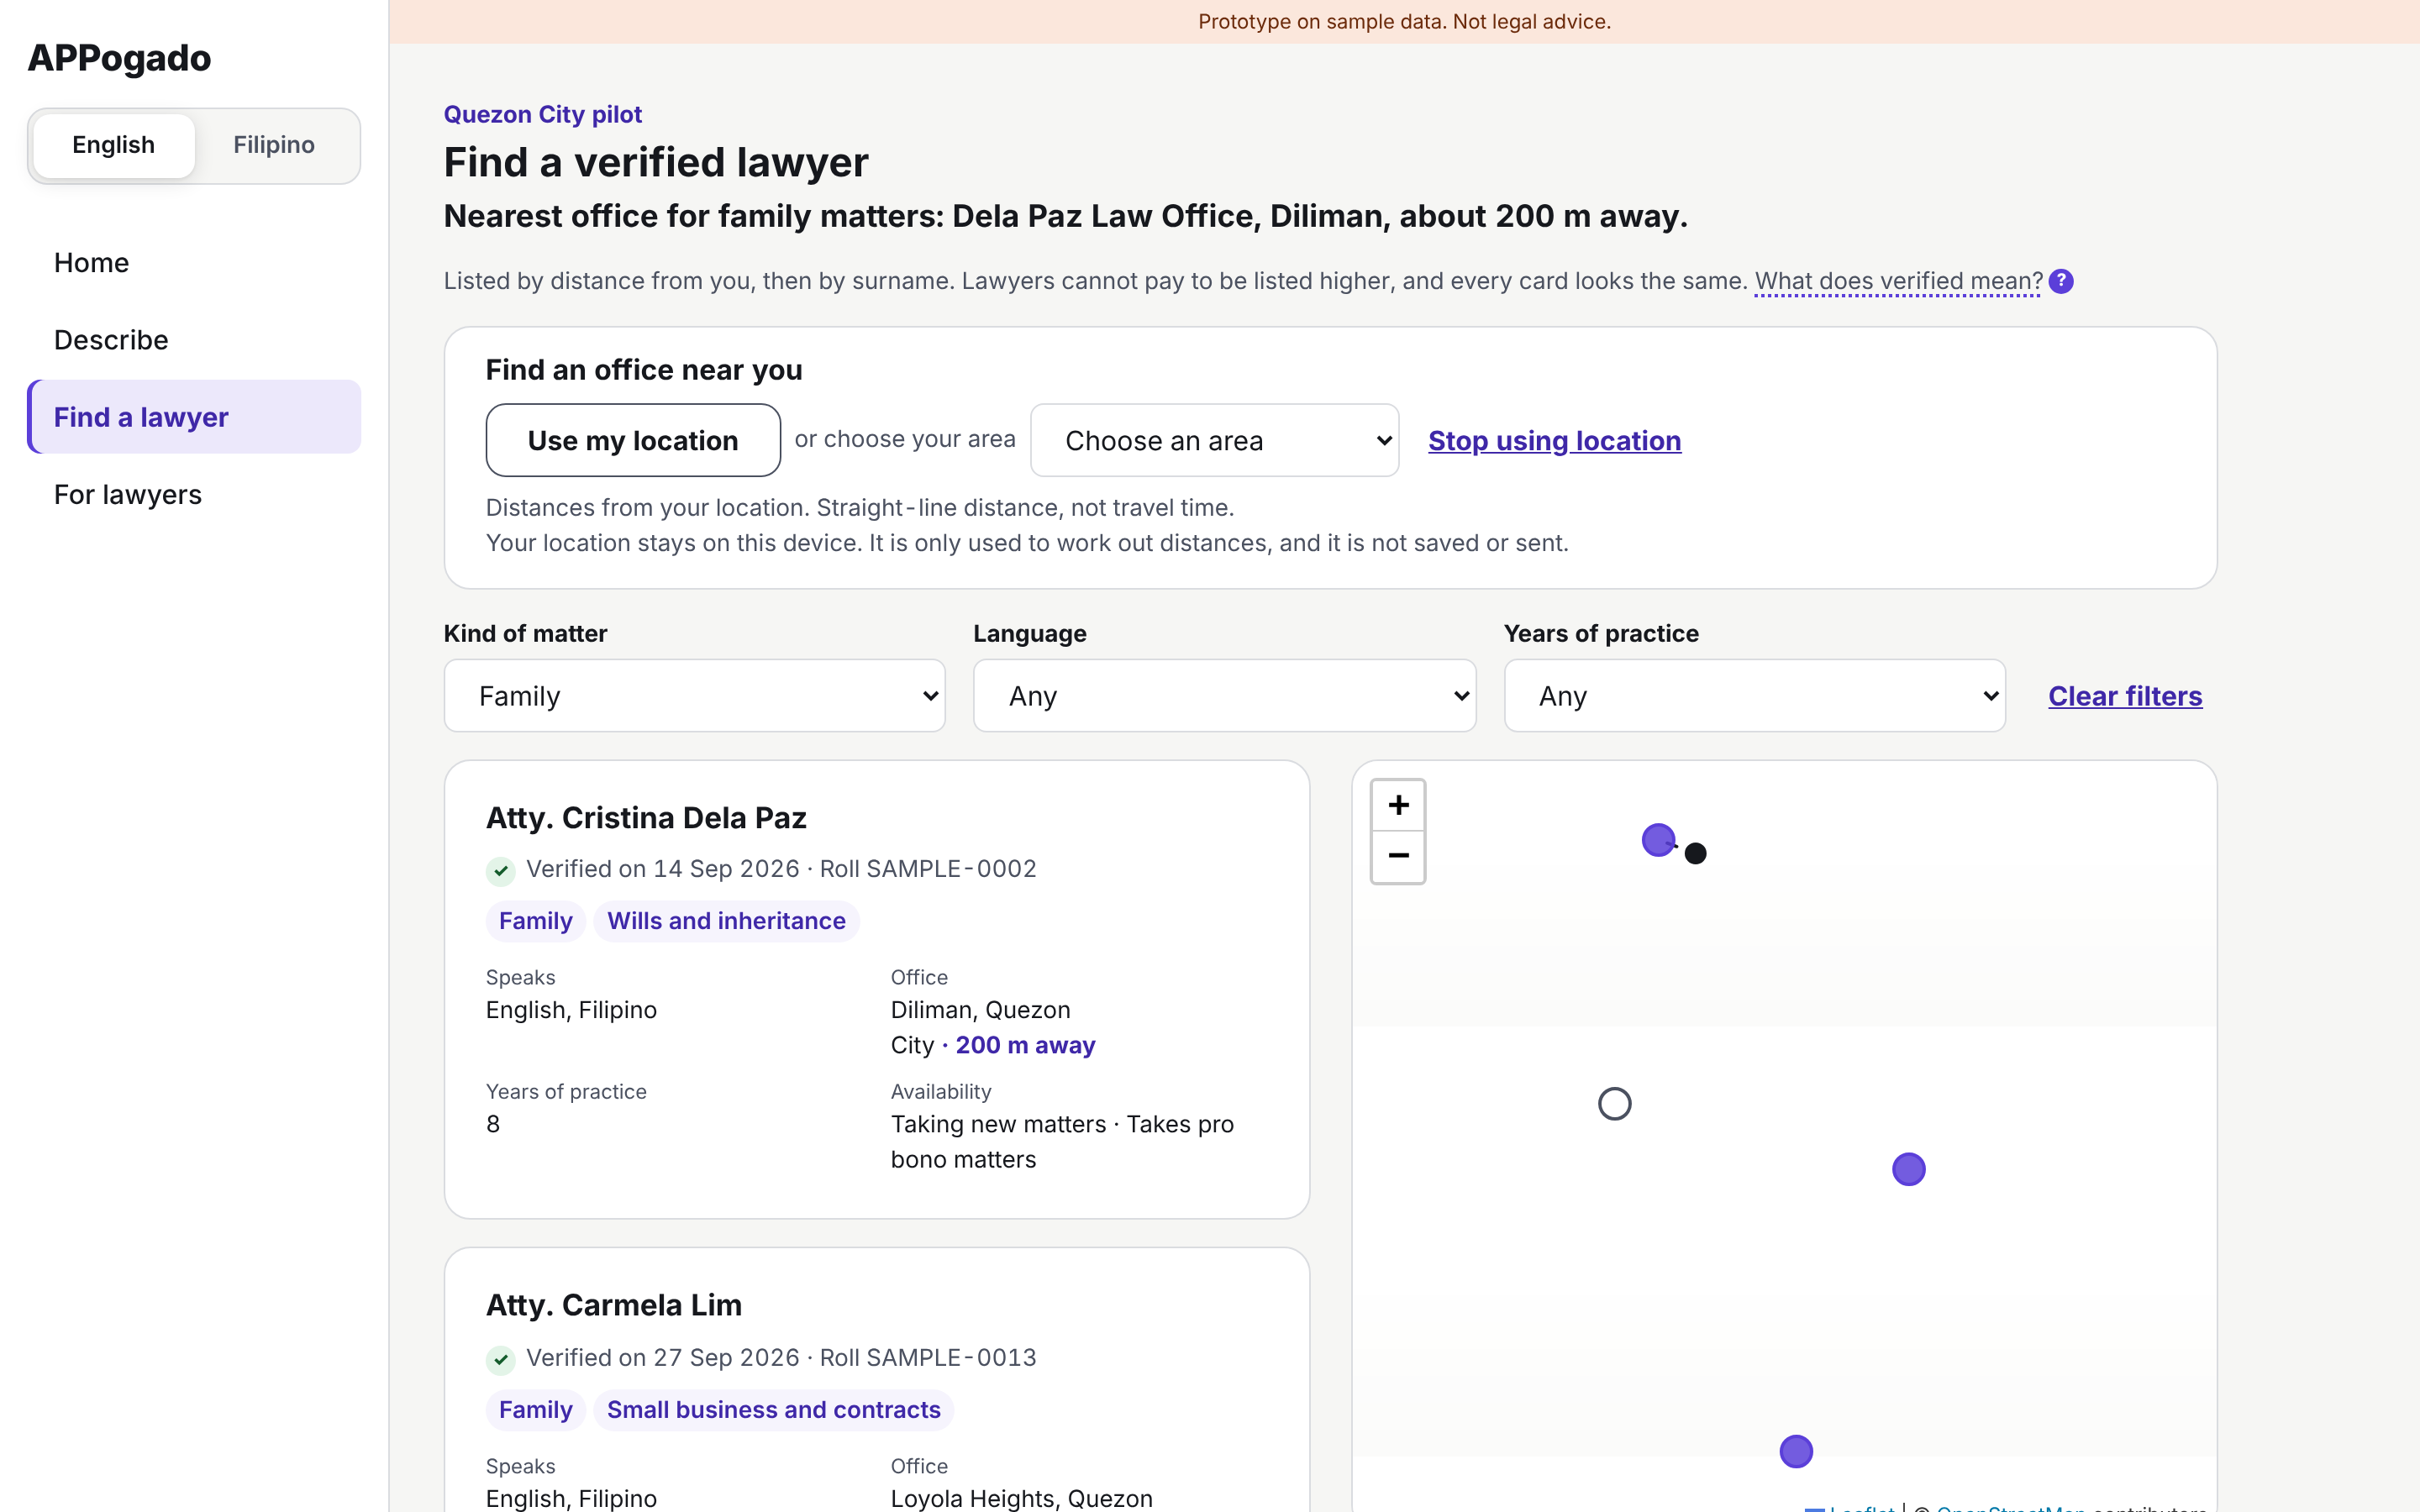 Prototype on sample data. Not legal advice.
APPogado
English
Filipino
Home
Describe
Find a lawyer
For lawyers
Quezon City pilot
Find a verified lawyer
Nearest office for family matters: Dela Paz Law Office, Diliman, about 200 m away.
Listed by distance from you, then by surname. Lawyers cannot pay to be listed higher, and every card looks the same. What does verified mean? ?
Find an office near you
Use my location or choose your area Choose an area Stop using location
Distances from your location. Straight-line distance, not travel time.
Your location stays on this device. It is only used to work out distances, and it is not saved or sent.
Kind of matter
Family
Language
Any
Years of practice
Any
Clear filters
Atty. Cristina Dela Paz
Verified on 14 Sep 2026 · Roll SAMPLE-0002
Family
Wills and inheritance
Speaks
English, Filipino
Office
Diliman, Quezon
City · 200 m away
Years of practice
8
Availability
Taking new matters · Takes pro
bono matters
Atty. Carmela Lim
Verified on 27 Sep 2026 · Roll SAMPLE-0013
Family
Small business and contracts
Speaks
English, Filipino
Office
Loyola Heights, Quezon
+
−
Leaflet | © OpenStreetMap contributors